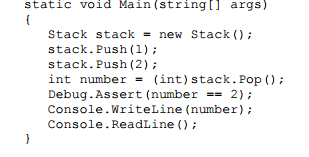 static void Main(string[] args)
{
Stack stack = new Stack();
stack.Push(1);
stack.Push(2);
int number = (int)stack.Pop();
Debug.Assert(number == 2);
Console.WriteLine(number);
Console.ReadLine();
}